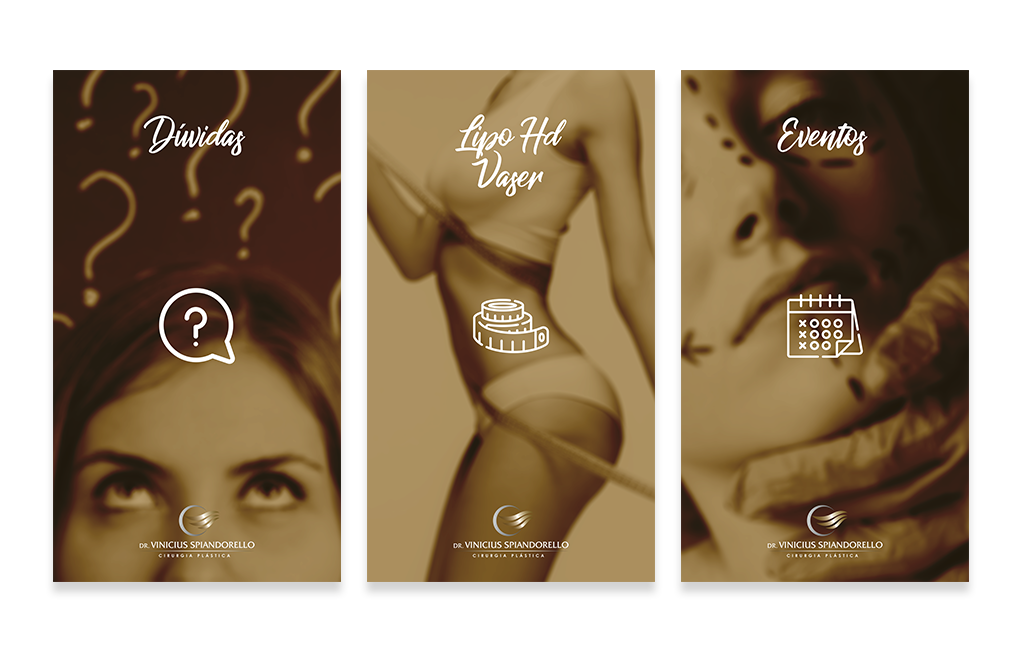 Dúvidas
?
DR. VINICIUS SPIANDORELLO
CIRURGIA PLÁSTICA
Lipo Hd
Vaser
DR. VINICIUS SPIANDORELLO
CIRURGIA PLÁSTICA
Eventos
DR. VINICIUS SPIANDORELLO
CIRURGIA PLÁSTICA